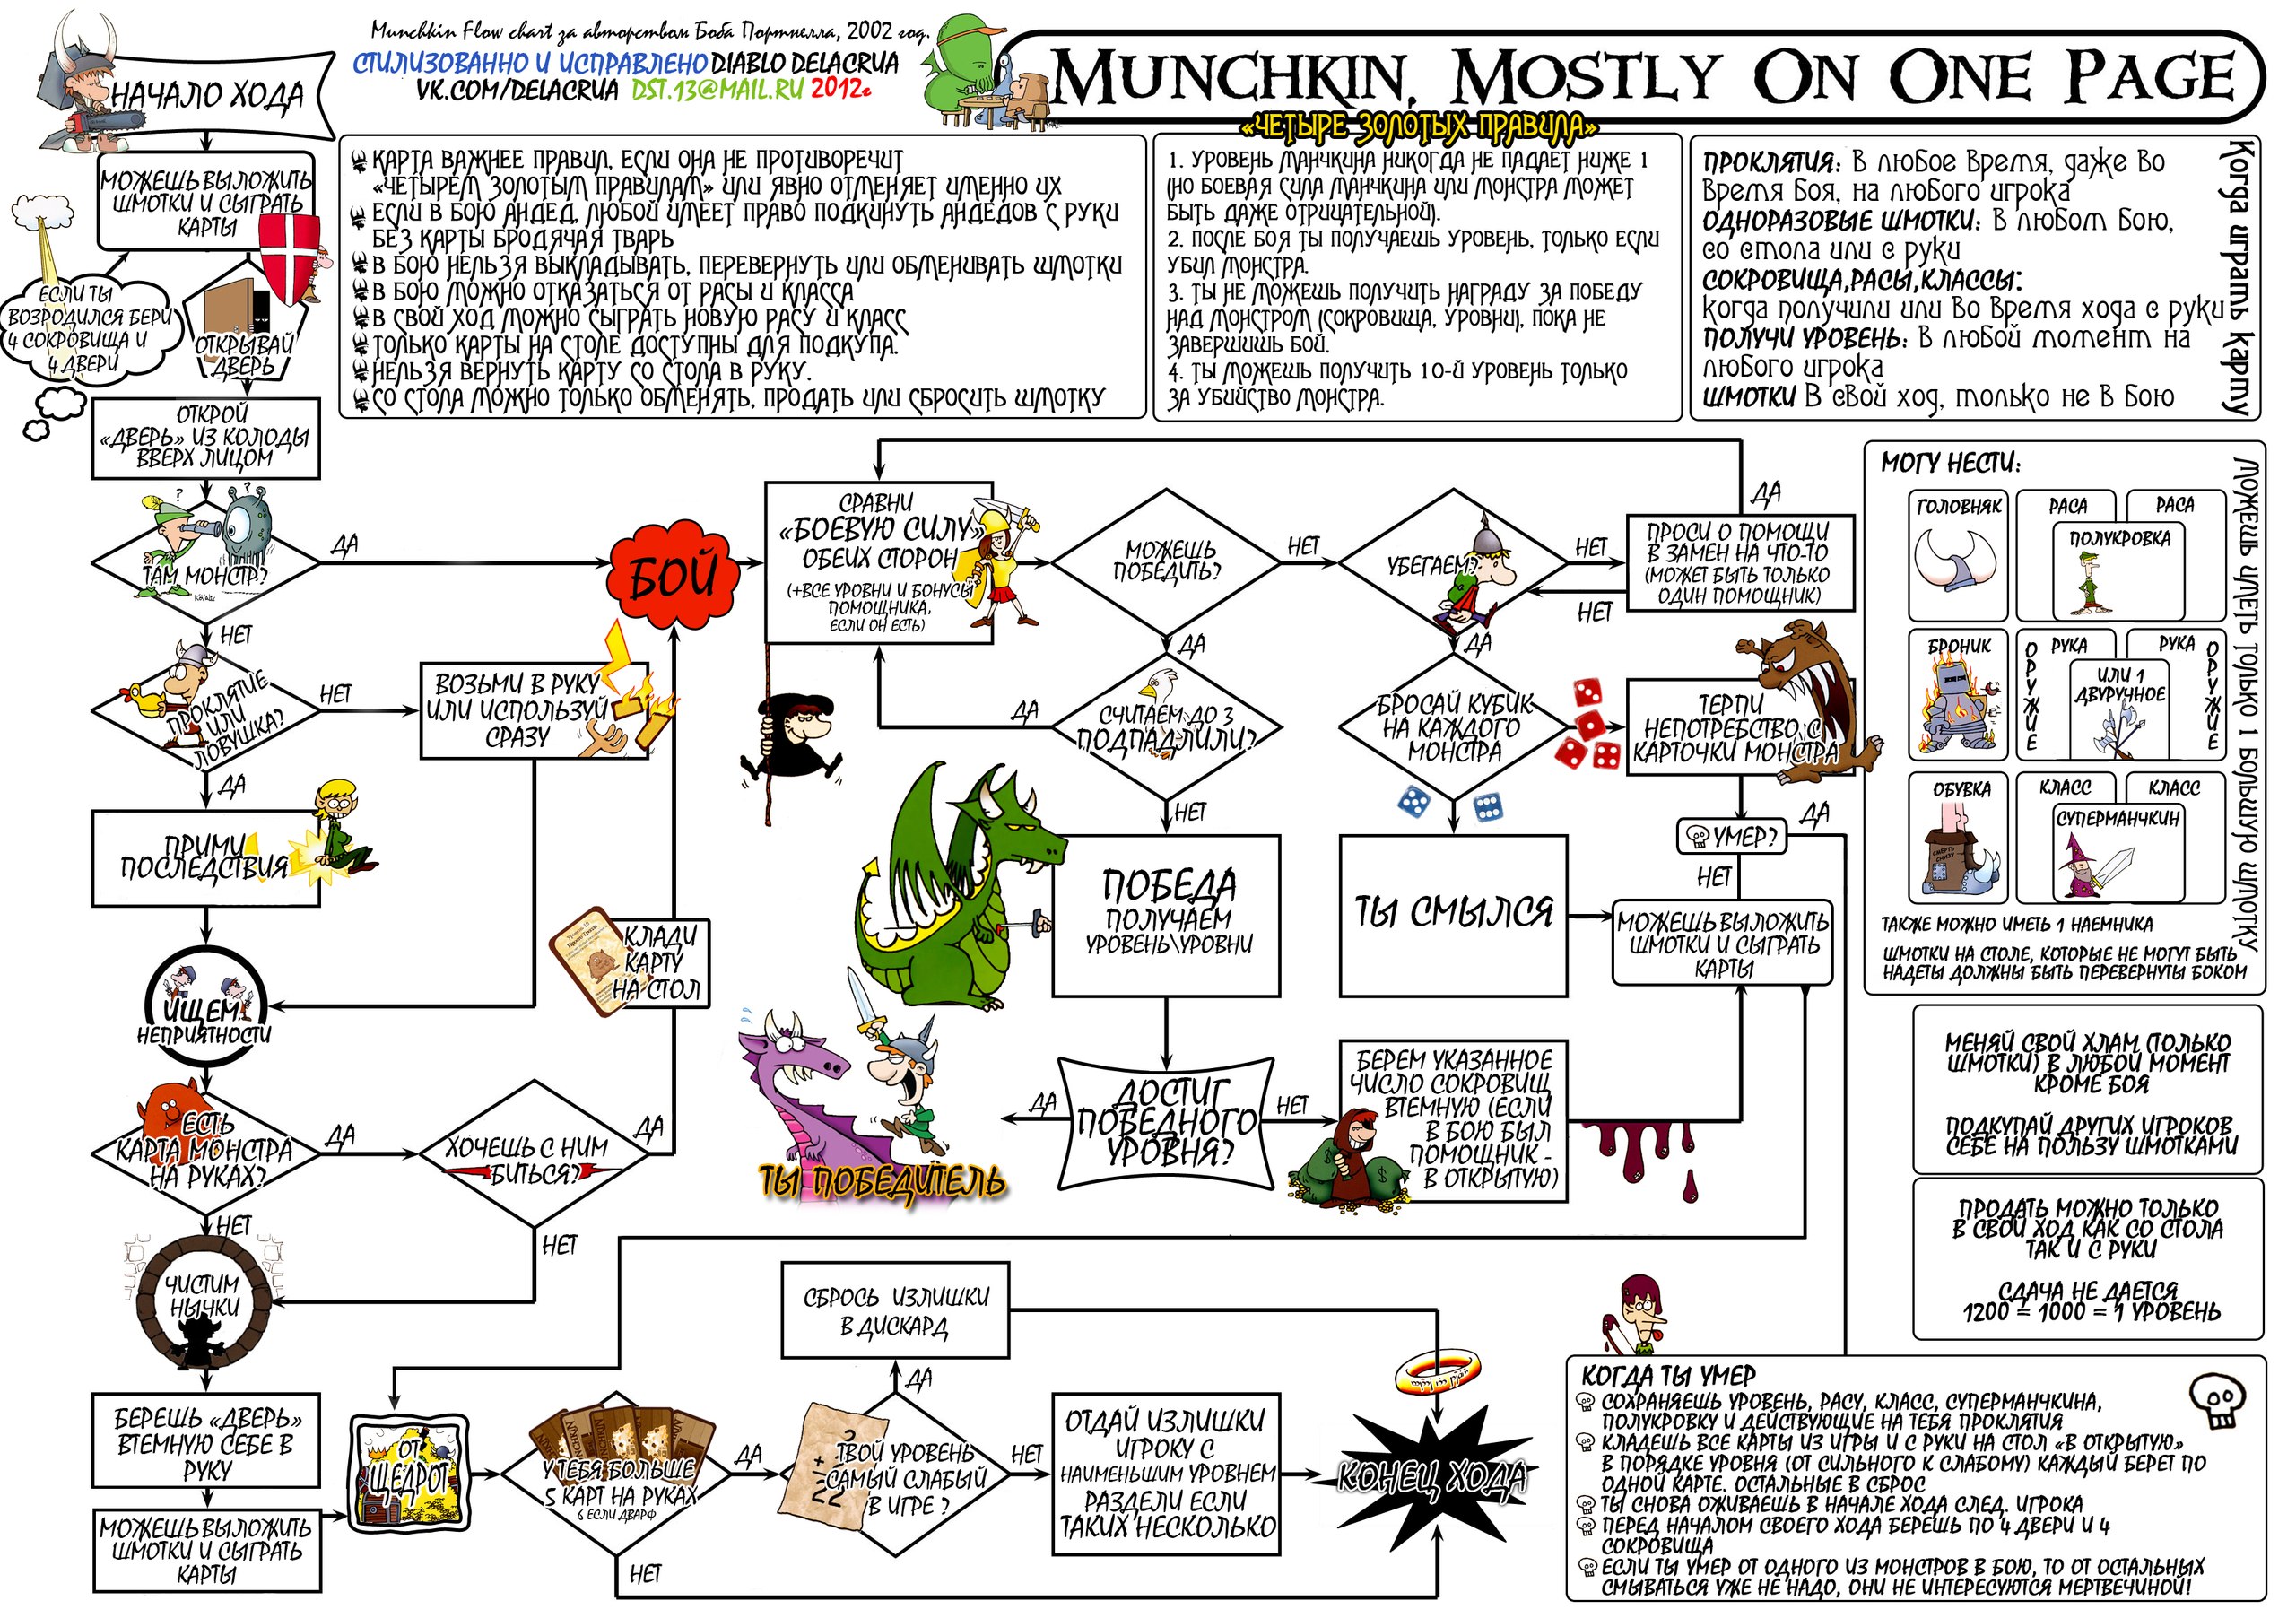 Munchkin Flow chart за авторством Боба Портнелла, 2002 год.
СТИЛИЗОВАННО И ИСПРАВЛЕНО DIABLO DELACRUA
VK.COM/DELACRUA DST.13@MAIL.RU 2012г
MUNCHKIN, MOSTLY ON ONE PAGE
НАЧАЛО ХОДА
МОЖЕШЬ ВЫЛОЖИТЬ
ШМОТКИ И СЫГРАТЬ
КАРТЫ
ЕСЛИ ТЫ
ВОЗРОДИЛСЯ БЕРИ
4 СОКРОВИЩА И
4 ДВЕРИ
ОТКРЫВАЙ
ДВЕРЬ
КАРТА ВАЖНЕЕ ПРАВИЛ, ЕСЛИ ОНА НЕ ПРОТИВОРЕЧИТ
«ЧЕТЫРЕМ ЗОЛОТЫМ ПРАВИЛАМ» ИЛИ ЯВНО ОТМЕНЯЕТ ИМЕННО ИХ
ЕСЛИ В БОЮ АНДЕД, ЛЮБОЙ ИМЕЕТ ПРАВО ПОДКИНУТЬ АНДЕДОВ С РУКИ
БЕЗ КАРТЫ БРОДЯЧАЯ ТВАРЬ
В БОЮ НЕЛЬЗЯ ВЫКЛАДЫВАТЬ, ПЕРЕВЕРНУТЬ ИЛИ ОБМЕНИВАТЬ ШМОТКИ
В БОЮ МОЖНО ОТКАЗАТЬСЯ ОТ РАСЫ И КЛАССА
В СВОЙ ХОД МОЖНО СЫГРАТЬ НОВУЮ РАСУ И КЛАСС
ТОЛЬКО КАРТЫ НА СТОЛЕ ДОСТУПНЫ ДЛЯ ПОДКУПА.
НЕЛЬЗЯ ВЕРНУТЬ КАРТУ СО СТОЛА В РУКУ.
СО СТОЛА МОЖНО ТОЛЬКО ОБМЕНЯТЬ, ПРОДАТЬ ИЛИ СБРОСИТЬ ШМОТКУ
«ЧЕТЫРЕ ЗОЛОТЫХ ПРАВИЛА»
1. УРОВЕНЬ МАНЧКИНА НИКОГДА НЕ ПАДАЕТ НИЖЕ 1
(НО БОЕВАЯ СИЛА МАНЧКИНА ИЛИ МОНСТРА МОЖЕТ
БЫТЬ ДАЖЕ ОТРИЦАТЕЛЬНОЙ).
2. ПОСЛЕ БОЯ ТЫ ПОЛУЧАЕШЬ УРОВЕНЬ, ТОЛЬКО ЕСЛИ
УБИЛ МОНСТРА.
3. ТЫ НЕ МОЖЕШЬ ПОЛУЧИТЬ НАГРАДУ ЗА ПОБЕДУ
НАД МОНСТРОМ (СОКРОВИЩА, УРОВНИ), ПОКА НЕ
ЗАВЕРШИШЬ БОЙ.
4. ТЫ МОЖЕШЬ ПОЛУЧИТЬ 10-Й УРОВЕНЬ ТОЛЬКО
ЗА УБИЙСТВО МОНСТРА.
ПРОКЛЯТИЯ: В любое время, даже во
время боя, на любого игрока
ОДНОРАЗОВЫЕ ШМОТКИ: В любом бою,
со стола или с руки
СОКРОВИЩА,РАСЫ,КЛАССЫ:
когда получили или во время хода с руки
ПОЛУЧИ УРОВЕНЬ: В любой момент на
любого игрока
ШМОТКИ В свой ход, только не в бою
Когда играть карту
ОТКРОЙ
«ДВЕРЬ» ИЗ КОЛОДЫ
ВВЕРХ ЛИЦОМ
ТАМ МОНСТР?
ДА
НЕТ
БОЙ
ПРОКЛЯТИЕ
ИЛИ
ЛОВУШКА?
НЕТ
ДА
ВОЗЬМИ В РУКУ
ИЛИ ИСПОЛЬЗУЙ
СРАЗУ
ПРИМИ
ПОСЛЕДСТВИЯ
ИЩЕМ
НЕПРИЯТНОСТИ
КЛАДИ
КАРТУ
НА СТОЛ
ЕСТЬ
КАРТА МОНСТРА
НА РУКАХ?
ДА
НЕТ
ХОЧЕШЬ С НИМ
БИТЬСЯ?
ДА
НЕТ
ЧИСТИМ
НЫЧКИ
БЕРЕШЬ «ДВЕРЬ»
ВТЕМНУЮ СЕБЕ В
РУКУ
МОЖЕШЬ ВЫЛОЖИТЬ
ШМОТКИ И СЫГРАТЬ
КАРТЫ
СРАВНИ
«БОЕВУЮ СИЛУ»
ОБЕИХ СТОРОН
(+ВСЕ УРОВНИ И БОНУСЫ
ПОМОЩНИКА,
ЕСЛИ ОН ЕСТЬ)
МОЖЕШЬ
ПОБЕДИТЬ?
НЕТ
ДА
УБЕГАЕМ?
НЕТ
НЕТ
ДА
ДА
ПРОСИ О ПОМОЩИ
В ЗАМЕН НА ЧТО-ТО
(МОЖЕТ БЫТЬ ТОЛЬКО
ОДИН ПОМОЩНИК)
СЧИТАЕМ ДО 3
ПОДПАДЛИЛИ?
ДА
НЕТ
БРОСАЙ КУБИК
НА КАЖДОГО
МОНСТРА
ТЕРПИ
НЕПОТРЕБСТВО С
КАРТОЧКИ МОНСТРА
УМЕР?
ДА
НЕТ
ПОБЕДА
ПОЛУЧАЕМ
УРОВЕНЬ\УРОВНИ
ТЫ СМЫЛСЯ
МОЖЕШЬ ВЫЛОЖИТЬ
ШМОТКИ И СЫГРАТЬ
КАРТЫ
ДОСТИГ
ПОБЕДНОГО
УРОВНЯ?
ДА
НЕТ
ТЫ ПОБЕДИТЕЛЬ
БЕРЕМ УКАЗАННОЕ
ЧИСЛО СОКРОВИЩ
ВТЕМНУЮ (ЕСЛИ
В БОЮ БЫЛ
ПОМОЩНИК -
В ОТКРЫТУЮ)
МОГУ НЕСТИ:
ГОЛОВНЯК
РАСА
РАСА
ПОЛУКРОВКА
БРОНИК
РУКА
РУКА
ОРУЖИЕ
ИЛИ 1
ДВУРУЧНОЕ
ОРУЖИЕ
ОБУВКА
СМЕРТЬ
СНИЗУ
КЛАСС
КЛАСС
СУПЕРМАНЧКИН
МОЖЕШЬ ИМЕТЬ ТОЛЬКО 1 БОЛЬШУЮ ШМОТКУ
ТАКЖЕ МОЖНО ИМЕТЬ 1 НАЕМНИКА
ШМОТКИ НА СТОЛЕ, КОТОРЫЕ НЕ МОГУТ БЫТЬ
НАДЕТЫ ДОЛЖНЫ БЫТЬ ПЕРЕВЕРНУТЫ БОКОМ
МЕНЯЙ СВОЙ ХЛАМ (ТОЛЬКО
ШМОТКИ) В ЛЮБОЙ МОМЕНТ
КРОМЕ БОЯ
ПОДКУПАЙ ДРУГИХ ИГРОКОВ
СЕБЕ НА ПОЛЬЗУ ШМОТКАМИ
ПРОДАТЬ МОЖНО ТОЛЬКО
В СВОЙ ХОД КАК СО СТОЛА
ТАК И С РУКИ
СДАЧА НЕ ДАЕТСЯ
1200 = 1000 = 1 УРОВЕНЬ
ОТ
ЩЕДРОТ
У ТЕБЯ БОЛЬШЕ
5 КАРТ НА РУКАХ
6 ЕСЛИ ДВАРФ
ДА
НЕТ
ТВОЙ УРОВЕНЬ
САМЫЙ СЛАБЫЙ
В ИГРЕ ?
ДА
НЕТ
СБРОСЬ ИЗЛИШКИ
В ДИСКАРД
ОТДАЙ ИЗЛИШКИ
ИГРОКУ С
НАИМЕНЬШИМ УРОВНЕМ
РАЗДЕЛИ ЕСЛИ
ТАКИХ НЕСКОЛЬКО
КОНЕЦ ХОДА
КОГДА ТЫ УМЕР
СОХРАНЯЕШЬ УРОВЕНЬ, РАСУ, КЛАСС, СУПЕРМАНЧКИНА,
ПОЛУКРОВКУ И ДЕЙСТВУЮЩИЕ НА ТЕБЯ ПРОКЛЯТИЯ
КЛАДЕШЬ ВСЕ КАРТЫ ИЗ ИГРЫ И С РУКИ НА СТОЛ «В ОТКРЫТУЮ»
В ПОРЯДКЕ УРОВНЯ (ОТ СИЛЬНОГО К СЛАБОМУ) КАЖДЫЙ БЕРЕТ ПО
ОДНОЙ КАРТЕ. ОСТАЛЬНЫЕ В СБРОС
ТЫ СНОВА ОЖИВАЕШЬ В НАЧАЛЕ ХОДА СЛЕД. ИГРОКА
ПЕРЕД НАЧАЛОМ СВОЕГО ХОДА БЕРЕШЬ ПО 4 ДВЕРИ И 4
СОКРОВИЩА
ЕСЛИ ТЫ УМЕР ОТ ОДНОГО ИЗ МОНСТРОВ В БОЮ, ТО ОТ ОСТАЛЬНЫХ
СМЫВАТЬСЯ УЖЕ НЕ НАДО, ОНИ НЕ ИНТЕРЕСУЮТСЯ МЕРТВЕЧИНОЙ!